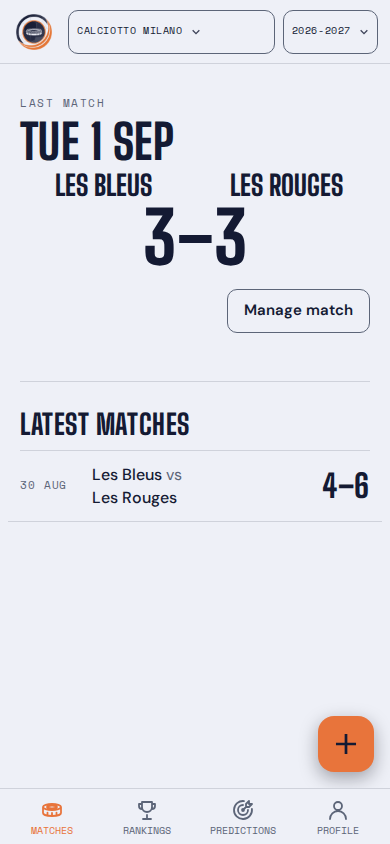 CALCIOTTO MILANO
2026-2027
LAST MATCH
TUE 1 SEP
LES BLEUS LES ROUGES
3–3
Manage match
LATEST MATCHES
30 AUG
Les Bleus vs
Les Rouges
4–6
MATCHES RANKINGS PREDICTIONS PROFILE